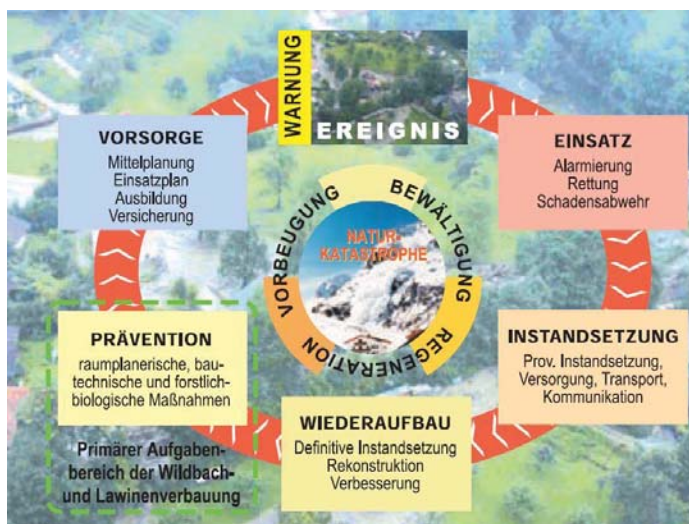 WARNUNG
EREIGNIS
VORSORGE
Mittelplanung
Einsatzplan
Ausbildung
Versicherung
EINSATZ
Alarmierung
Rettung
Schadensabwehr
VORBEUGUNG
BEWÄLTIGUNG
REGENERATION
NATUR-
KATASTROPHE
PRÄVENTION
raumplanerische, bau-
technische und forstlich-
biologische Maßnahmen
Primärer Aufgaben-
bereich der Wildbach-
und Lawinenverbauung
INSTANDSETZUNG
Prov. Instandsetzung,
Versorgung, Transport,
Kommunikation
WIEDERAUFBAU
Definitive Instandsetzung
Rekonstruktion
Verbesserung